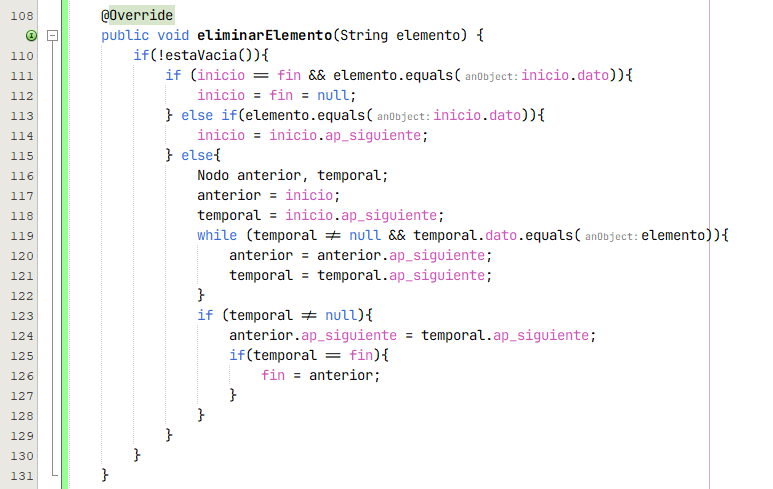 108 @Override
public void eliminarElemento(String elemento) {
110 if(!estaVacia()){
111 if (inicio == fin && elemento.equals( anObject: inicio.dato)){
112 inicio = fin = null;
113 } else if(elemento.equals( anObject: inicio.dato)){
114 inicio = inicio.ap_siguiente;
115 } else{
116 Nodo anterior, temporal;
117 anterior = inicio;
118 temporal = inicio.ap_siguiente;
119 while (temporal != null && temporal.dato.equals( anObject: elemento)){
120 anterior = anterior.ap_siguiente;
121 temporal = temporal.ap_siguiente;
122 }
123 if (temporal != null){
124 anterior.ap_siguiente = temporal.ap_siguiente;
125 if(temporal == fin){
126 fin = anterior;
127 }
128 }
129 }
130 }
131 }